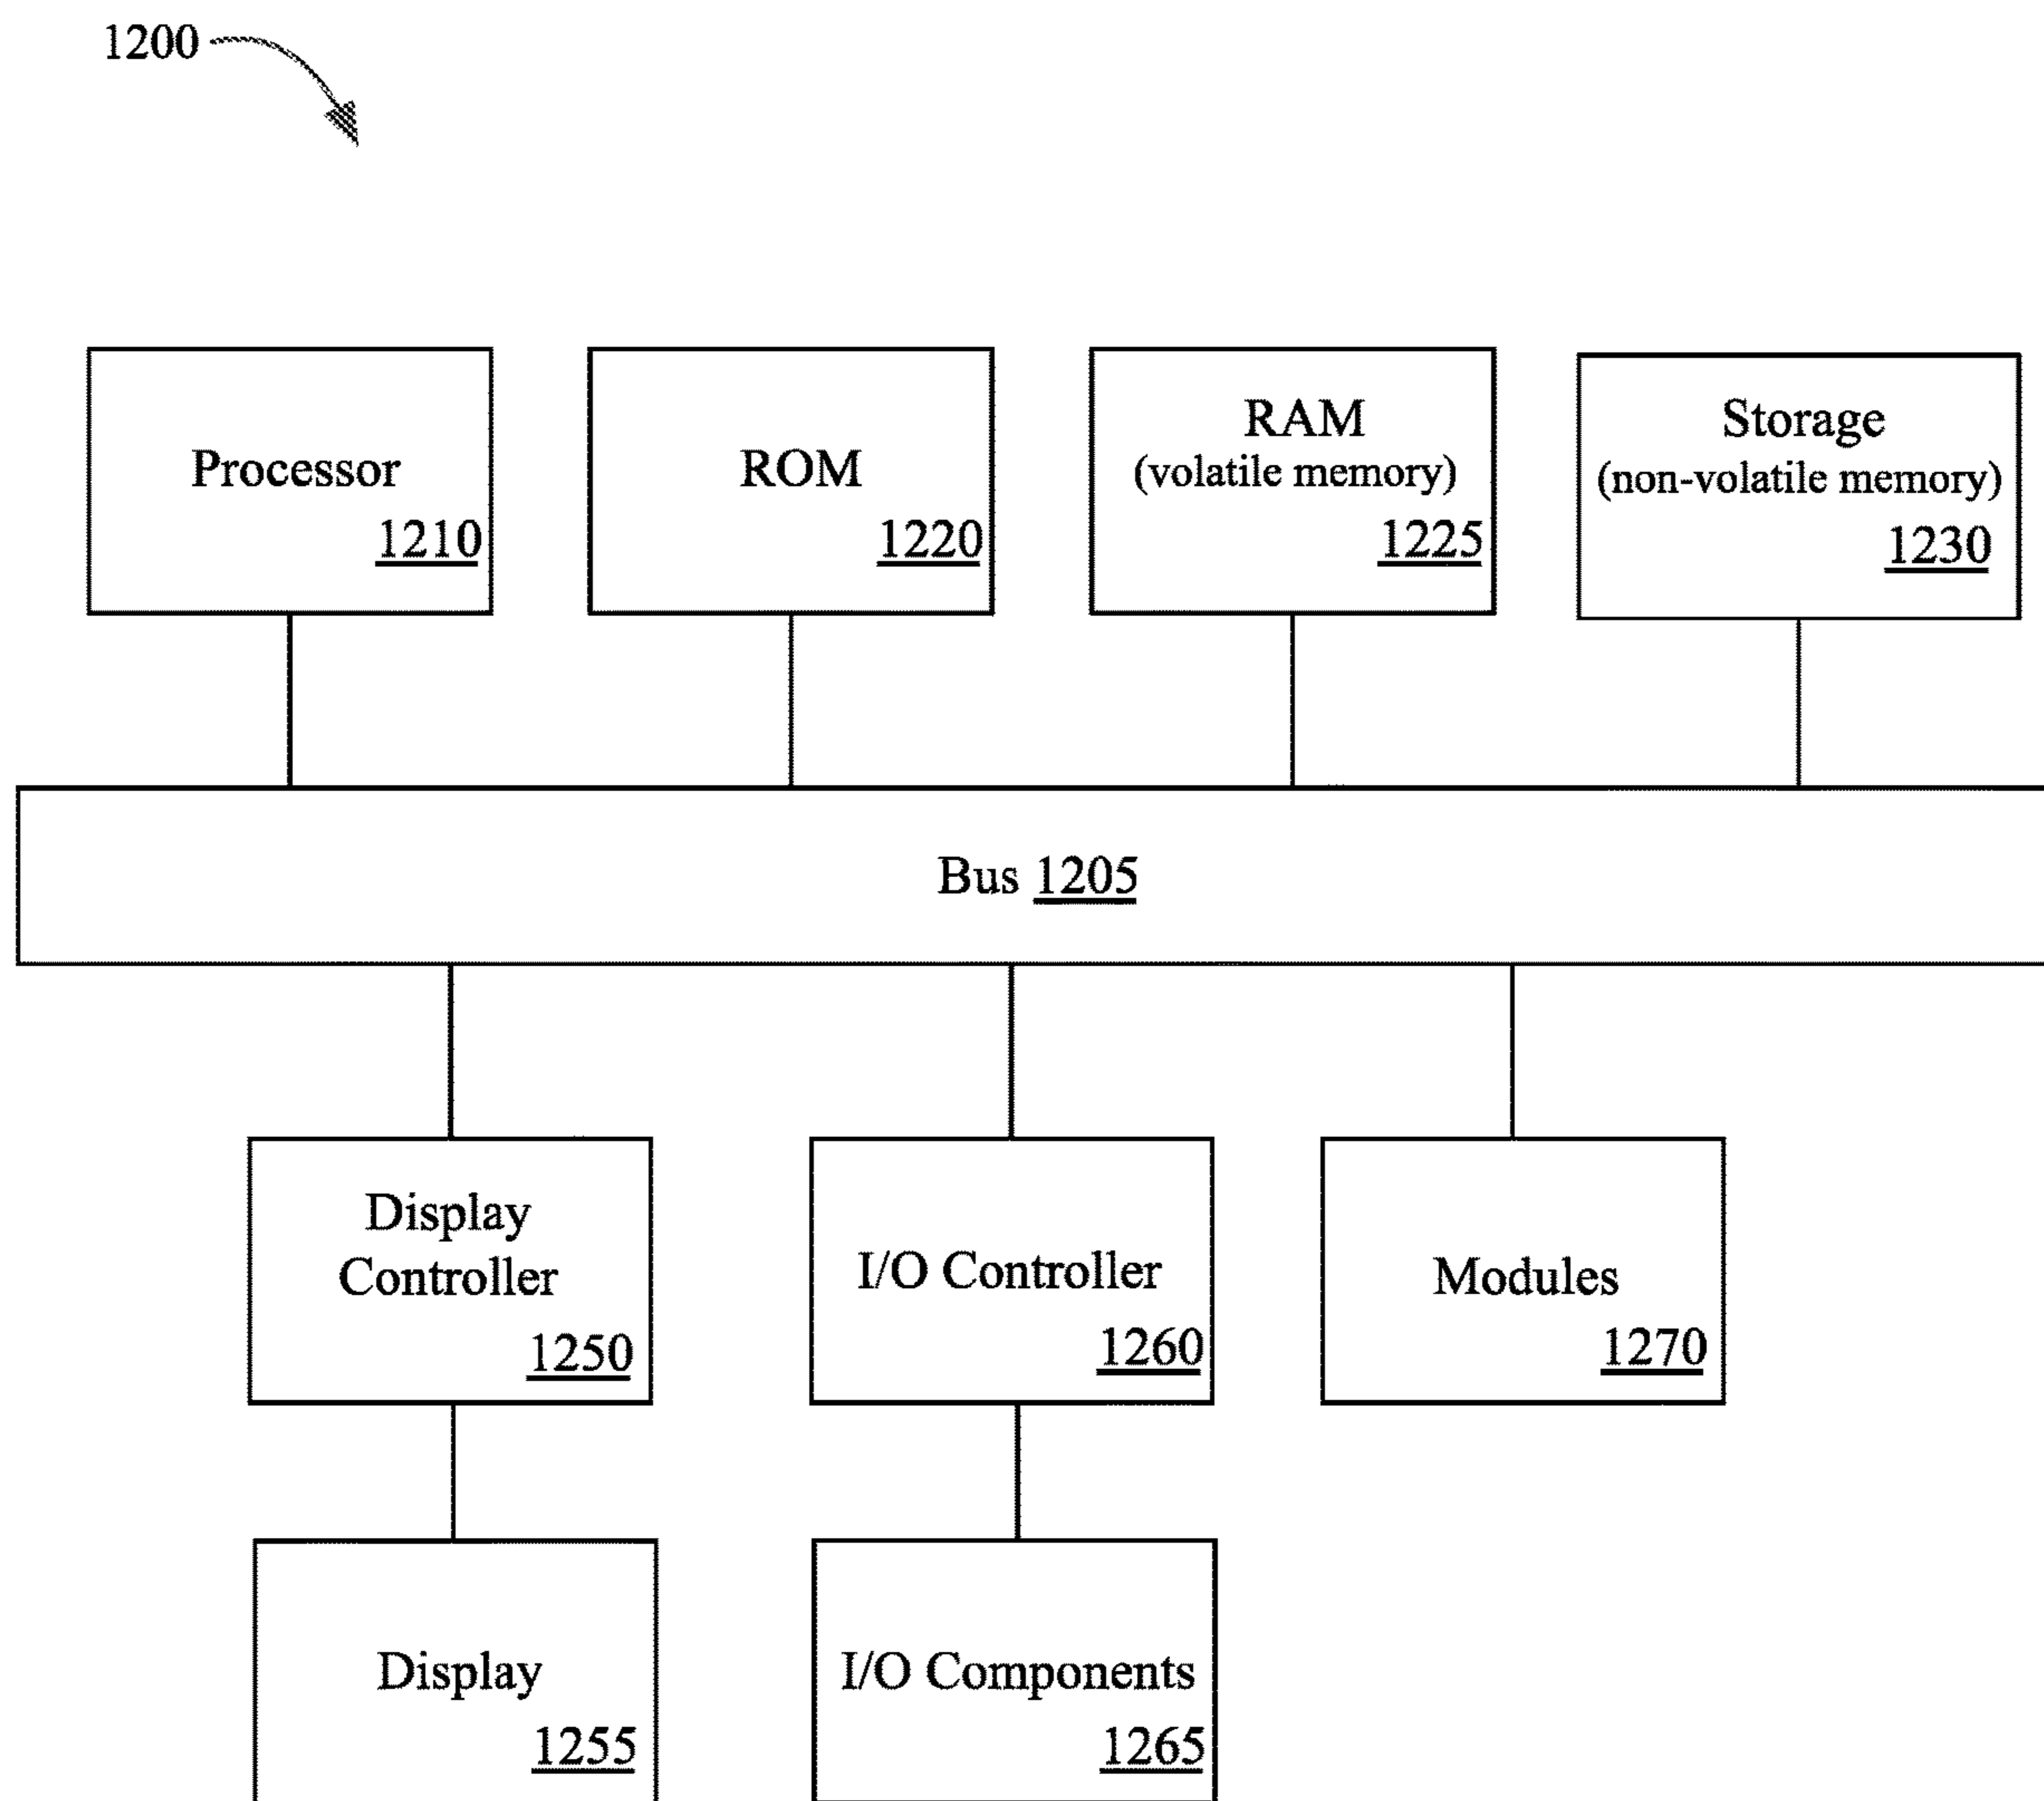 1200
Processor
1210
ROM
1220
RAM
(volatile memory)
1225
Storage
(non-volatile memory)
1230
Bus 1205
Display
Controller
1250
I/O Controller
1260
Modules
1270
Display
1255
I/O Components
1265